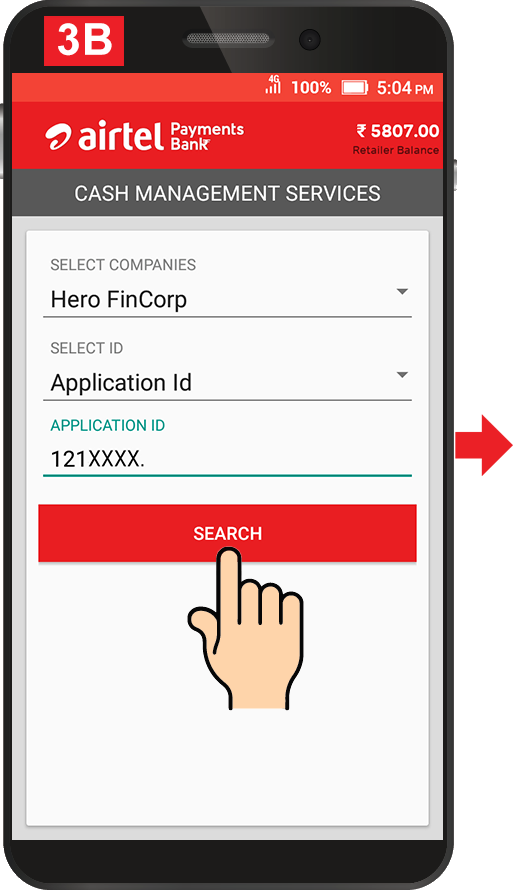 3B
4G 100% 5:04 PM
airtel Payments Bank
₹ 5807.00
Retailer Balance
CASH MANAGEMENT SERVICES
SELECT COMPANIES
Hero FinCorp
SELECT ID
Application Id
APPLICATION ID
121XXXX.
SEARCH